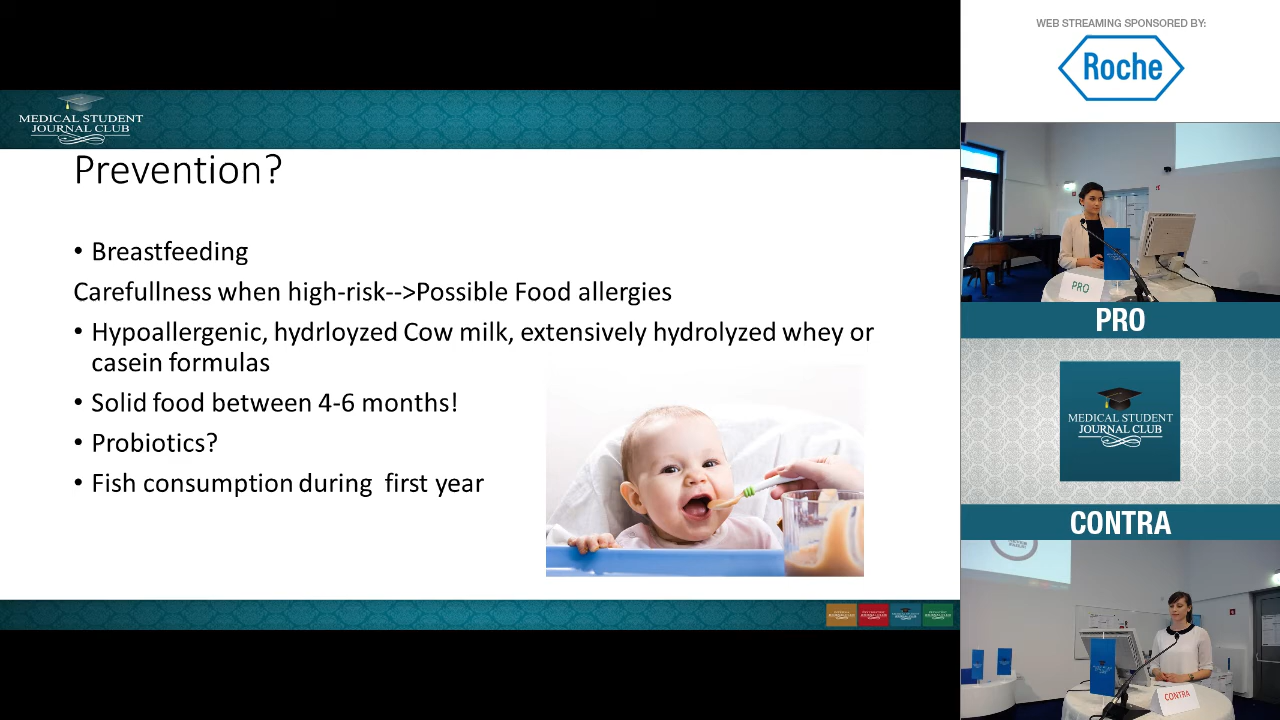 MEDICAL STUDENT
JOURNAL CLUB
Prevention?
• Breastfeeding
Carefullness when high-risk-->Possible Food allergies
• Hypoallergenic, hydrloyzed Cow milk, extensively hydrolyzed whey or
casein formulas
• Solid food between 4-6 months!
• Probiotics?
• Fish consumption during first year
WEB STREAMING SPONSORED BY:
Roche
PRO
PRO
MEDICAL STUDENT
JOURNAL CLUB
CONTRA
CONTRA